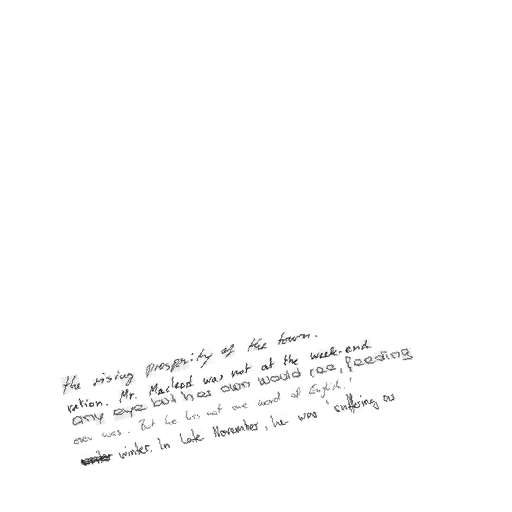 the rising prosperity of the town.
ration. Mr. Macleod was not at the week-end
any eye but his own would see, feeding
ever was. But he has not one word of English.'
winter. In late November, he was 'suffering as